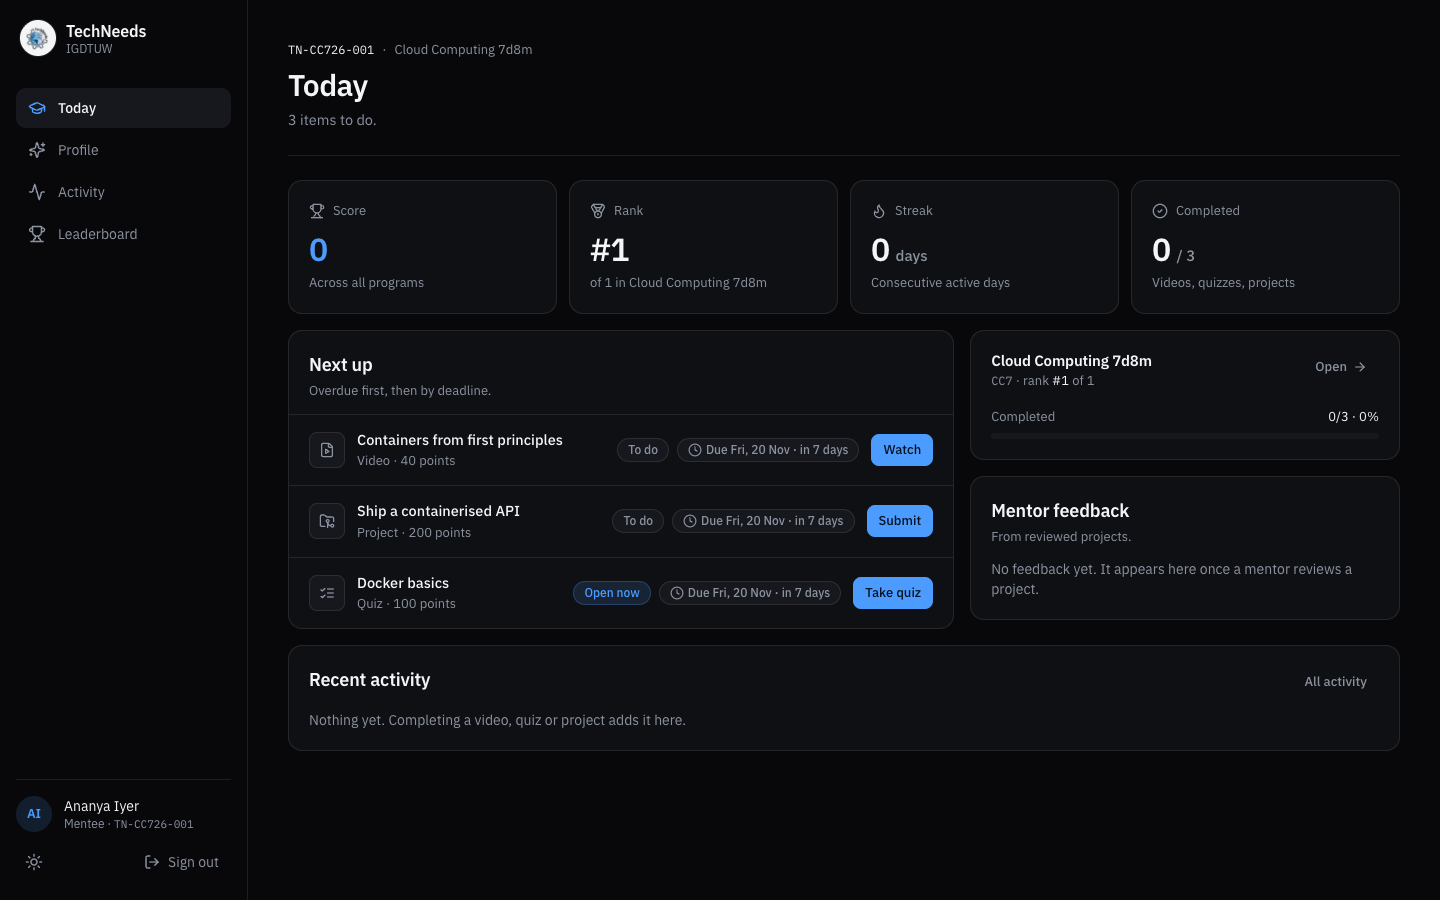 TechNeeds
IGDTUW
Today
Profile
Activity
Leaderboard
TN-CC726-001 · Cloud Computing 7d8m
Today
3 items to do.
Score
0
Across all programs
Rank
#1
of 1 in Cloud Computing 7d8m
Streak
0 days
Consecutive active days
Completed
0 / 3
Videos, quizzes, projects
Next up
Overdue first, then by deadline.
Containers from first principles
Video · 40 points
To do
Due Fri, 20 Nov · in 7 days
Watch
Ship a containerised API
Project · 200 points
To do
Due Fri, 20 Nov · in 7 days
Submit
Docker basics
Quiz · 100 points
Open now
Due Fri, 20 Nov · in 7 days
Take quiz
Cloud Computing 7d8m
CC7 · rank #1 of 1
Open
Completed
0/3 · 0%
Mentor feedback
From reviewed projects.
No feedback yet. It appears here once a mentor reviews a
project.
Recent activity
All activity
Nothing yet. Completing a video, quiz or project adds it here.
AI
Ananya Iyer
Mentee · TN-CC726-001
Sign out